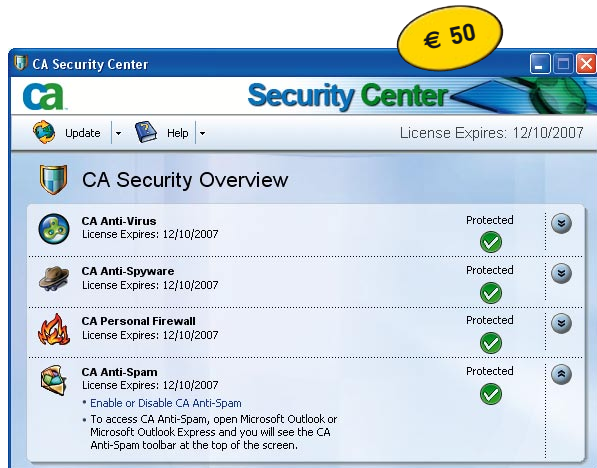 € 50
CA Security Center
ca
Security Center
Update
Help
License Expires: 12/10/2007
CA Security Overview
CA Anti-Virus
License Expires: 12/10/2007
Protected
CA Anti-Spyware
License Expires: 12/10/2007
Protected
CA Personal Firewall
License Expires: 12/10/2007
Protected
CA Anti-Spam
License Expires: 12/10/2007
Protected
• Enable or Disable CA Anti-Spam
• To access CA Anti-Spam, open Microsoft Outlook or
Microsoft Outlook Express and you will see the CA
Anti-Spam toolbar at the top of the screen.